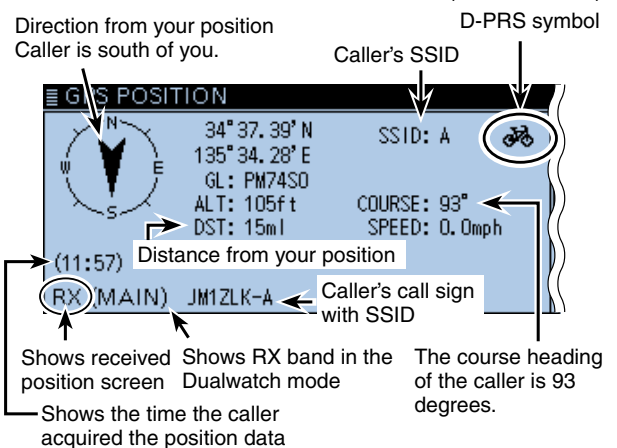 Direction from your position
Caller is south of you.
D-PRS symbol
Caller's SSID
GPS POSITION
N
W
E
S
34°37.39'N
135°34.28'E
GL: PM74SO
ALT: 105ft
DST: 15ml
SSID: A
COURSE: 93°
SPEED: 0.0mph
Distance from your position
(11:57)
RX (MAIN) JM1ZLK-A
Caller's call sign
with SSID
Shows received
position screen
Shows RX band in the
Dualwatch mode
The course heading
of the caller is 93
degrees.
Shows the time the caller
acquired the position data